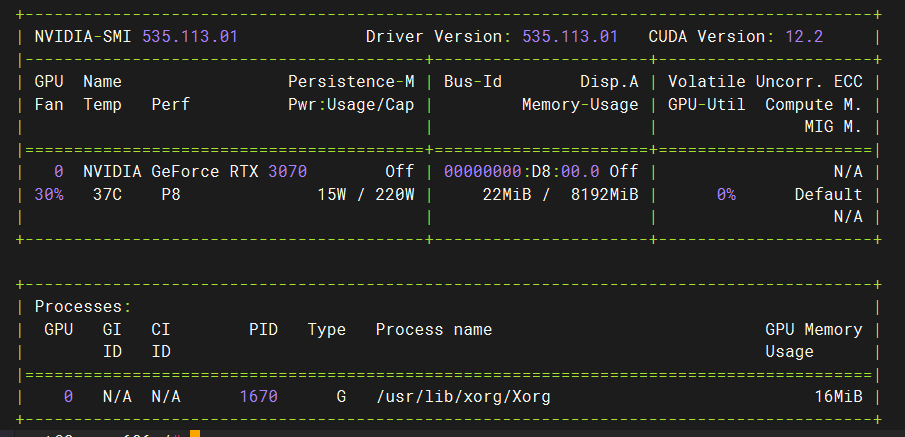 +---------------------------------------------------------------------------------------+
| NVIDIA-SMI 535.113.01             Driver Version: 535.113.01   CUDA Version: 12.2     |
|-----------------------------------------+----------------------+----------------------+
| GPU  Name                 Persistence-M | Bus-Id        Disp.A | Volatile Uncorr. ECC |
| Fan  Temp   Perf          Pwr:Usage/Cap |         Memory-Usage | GPU-Util  Compute M. |
|                                         |                      |               MIG M. |
|=========================================+======================+======================|
|   0  NVIDIA GeForce RTX 3070        Off | 00000000:D8:00.0 Off |                  N/A |
| 30%   37C    P8              15W / 220W |     22MiB /  8192MiB |      0%      Default |
|                                         |                      |                  N/A |
+-----------------------------------------+----------------------+----------------------+
+---------------------------------------------------------------------------------------+
| Processes:                                                                            |
|  GPU   GI   CI        PID   Type   Process name                            GPU Memory |
|        ID   ID                                                             Usage      |
|=======================================================================================|
|    0   N/A  N/A      1670      G   /usr/lib/xorg/Xorg                           16MiB |
+---------------------------------------------------------------------------------------+